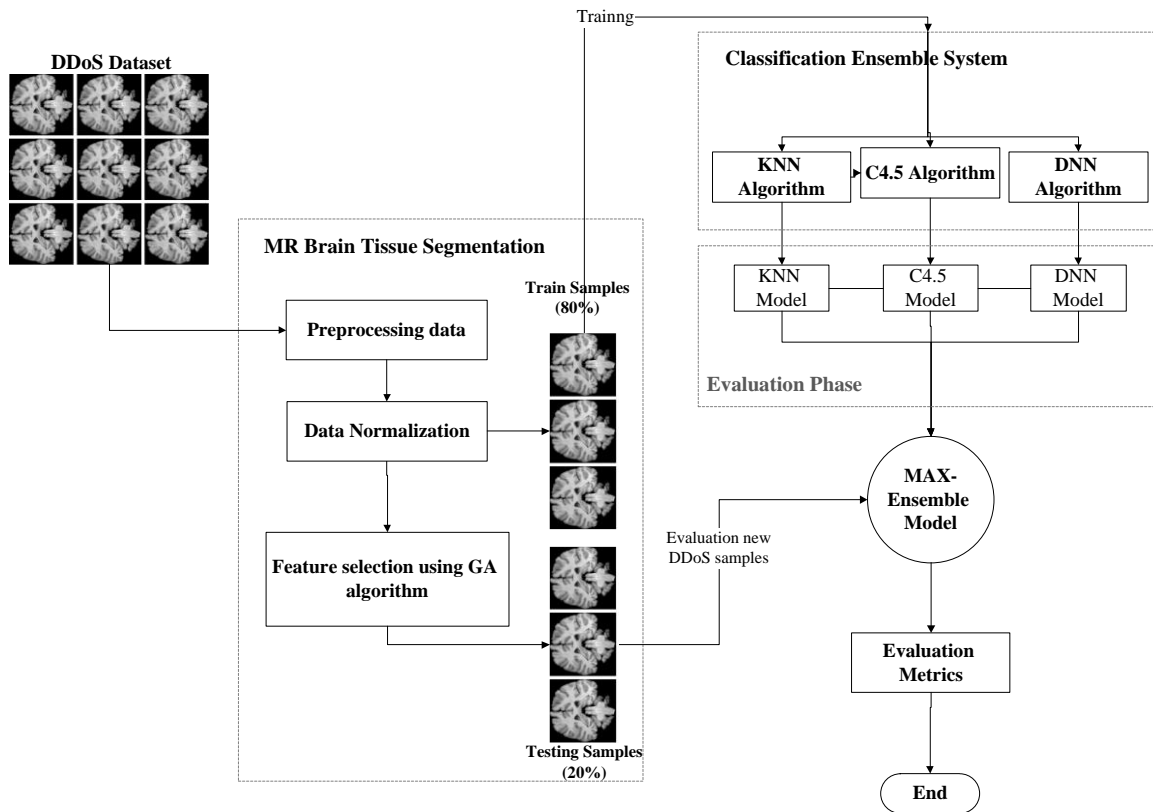 Trainng
DDoS Dataset
Classification Ensemble System
KNN
Algorithm
C4.5 Algorithm
DNN
Algorithm
MR Brain Tissue Segmentation
KNN
Model
C4.5
Model
DNN
Model
Train Samples
(80%)
Preprocessing data
Evaluation Phase
Data Normalization
MAX-
Ensemble
Model
Evaluation new
DDoS samples
Feature selection using GA
algorithm
Evaluation
Metrics
Testing Samples
(20%)
End